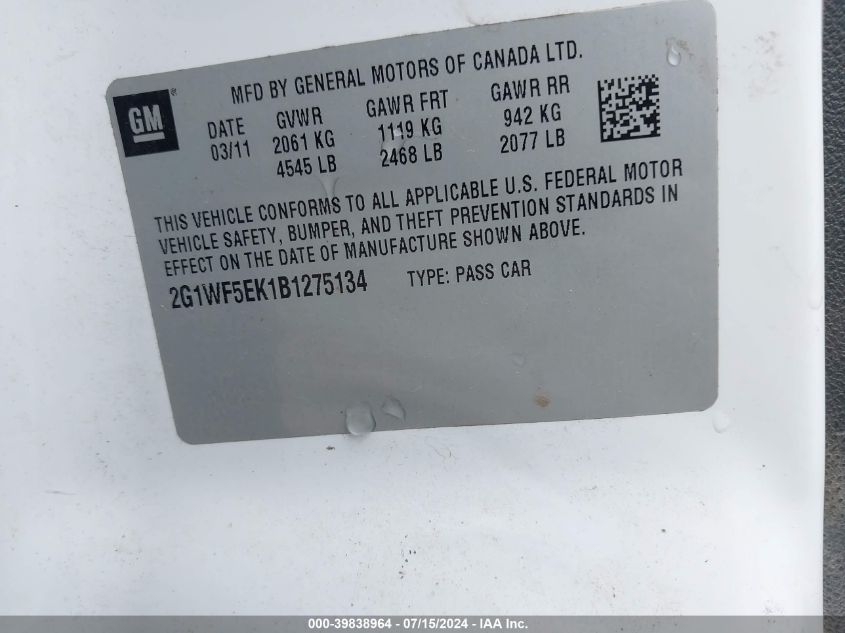 MFD BY GENERAL MOTORS OF CANADA LTD.
GM
DATE GVWR GAWR FRT GAWR RR
03/11 2061 KG 1119 KG 942 KG
4545 LB 2468 LB 2077 LB
THIS VEHICLE CONFORMS TO ALL APPLICABLE U.S. FEDERAL MOTOR
VEHICLE SAFETY, BUMPER, AND THEFT PREVENTION STANDARDS IN
EFFECT ON THE DATE OF MANUFACTURE SHOWN ABOVE.
2G1WF5EK1B1275134 TYPE: PASS CAR
000-39838964 - 07/15/2024 - IAA Inc.